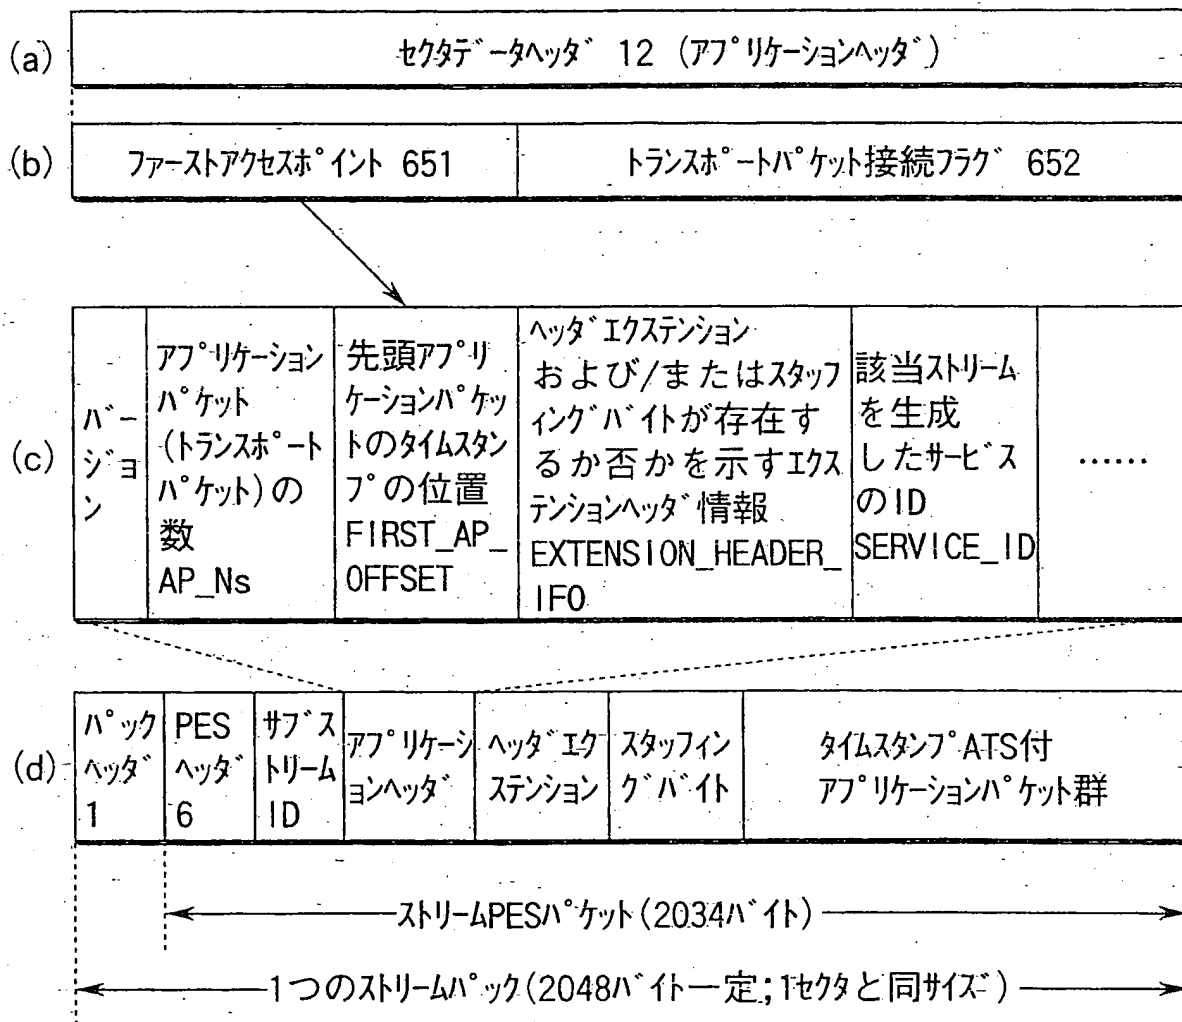 (a)
セクタデータヘッダ 12 (アプリケーションヘッダ)
(b)
ファーストアクセスポイント 651
トランスポートパケット接続フラグ 652
(c)
バー
ジョ
ン
アプリケーション
パケット
(トランスポート
パケット)の
数
AP_Ns
先頭アプリ
ケーションパケッ
トのタイムスタン
プの位置
FIRST_AP_
OFFSET
ヘッダエクステンション
および/またはスタッフ
ィングバイトが存在す
るか否かを示すエクス
テンションヘッダ情報
EXTENSION_HEADER_
IFO
該当ストリーム
を生成
したサービス
のID
SERVICE_ID
……
(d)
パック
ヘッダ
1
PES
ヘッダ
6
サブス
トリーム
ID
アプリケーシ
ョンヘッダ
ヘッダエク
ステンション
スタッフィン
グバイト
タイムスタンプATS付
アプリケーションパケット群
ストリームPESパケット(2034バイト)
1つのストリームパック(2048バイト一定;1セクタと同サイズ)